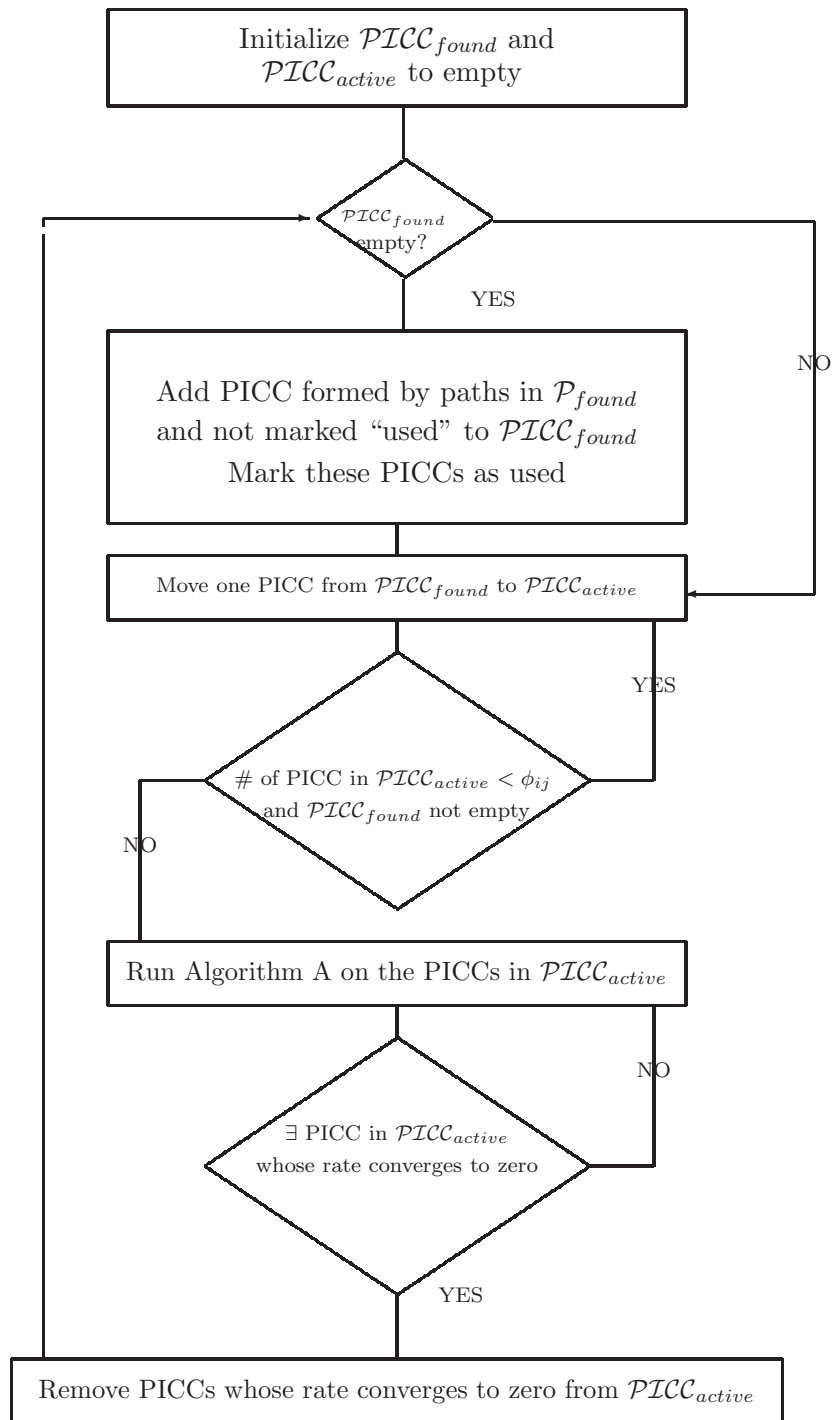 Initialize 𝒫ℐ𝒞𝒞_found and
𝒫ℐ𝒞𝒞_active to empty
𝒫ℐ𝒞𝒞_found
empty?
YES
NO
Add PICC formed by paths in 𝒫_found
and not marked “used” to 𝒫ℐ𝒞𝒞_found
Mark these PICCs as used
Move one PICC from 𝒫ℐ𝒞𝒞_found to 𝒫ℐ𝒞𝒞_active
YES
# of PICC in 𝒫ℐ𝒞𝒞_active < ϕ_ij
and 𝒫ℐ𝒞𝒞_found not empty
NO
Run Algorithm A on the PICCs in 𝒫ℐ𝒞𝒞_active
NO
∃ PICC in 𝒫ℐ𝒞𝒞_active
whose rate converges to zero
YES
Remove PICCs whose rate converges to zero from 𝒫ℐ𝒞𝒞_active